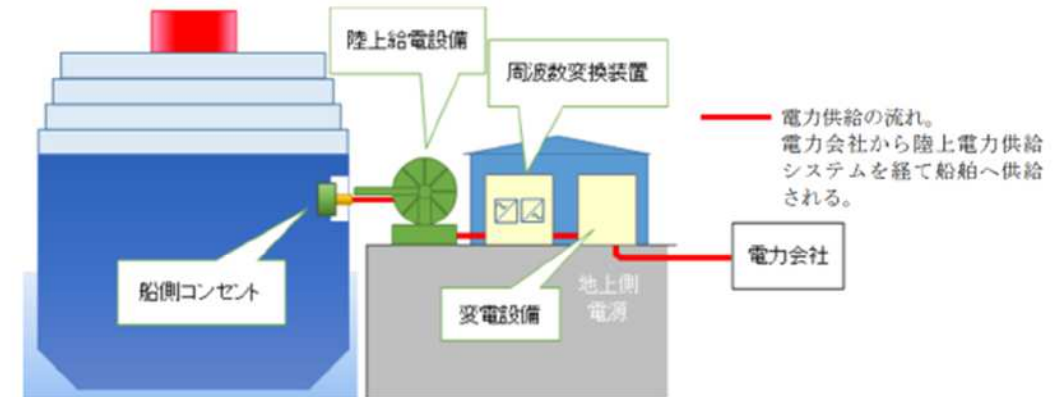 陸上給電設備
周波数変換装置
電力供給の流れ。
電力会社から陸上電力供給
システムを経て船舶へ供給
される。
電力会社
船側コンセント
変電設備
地上側
電源